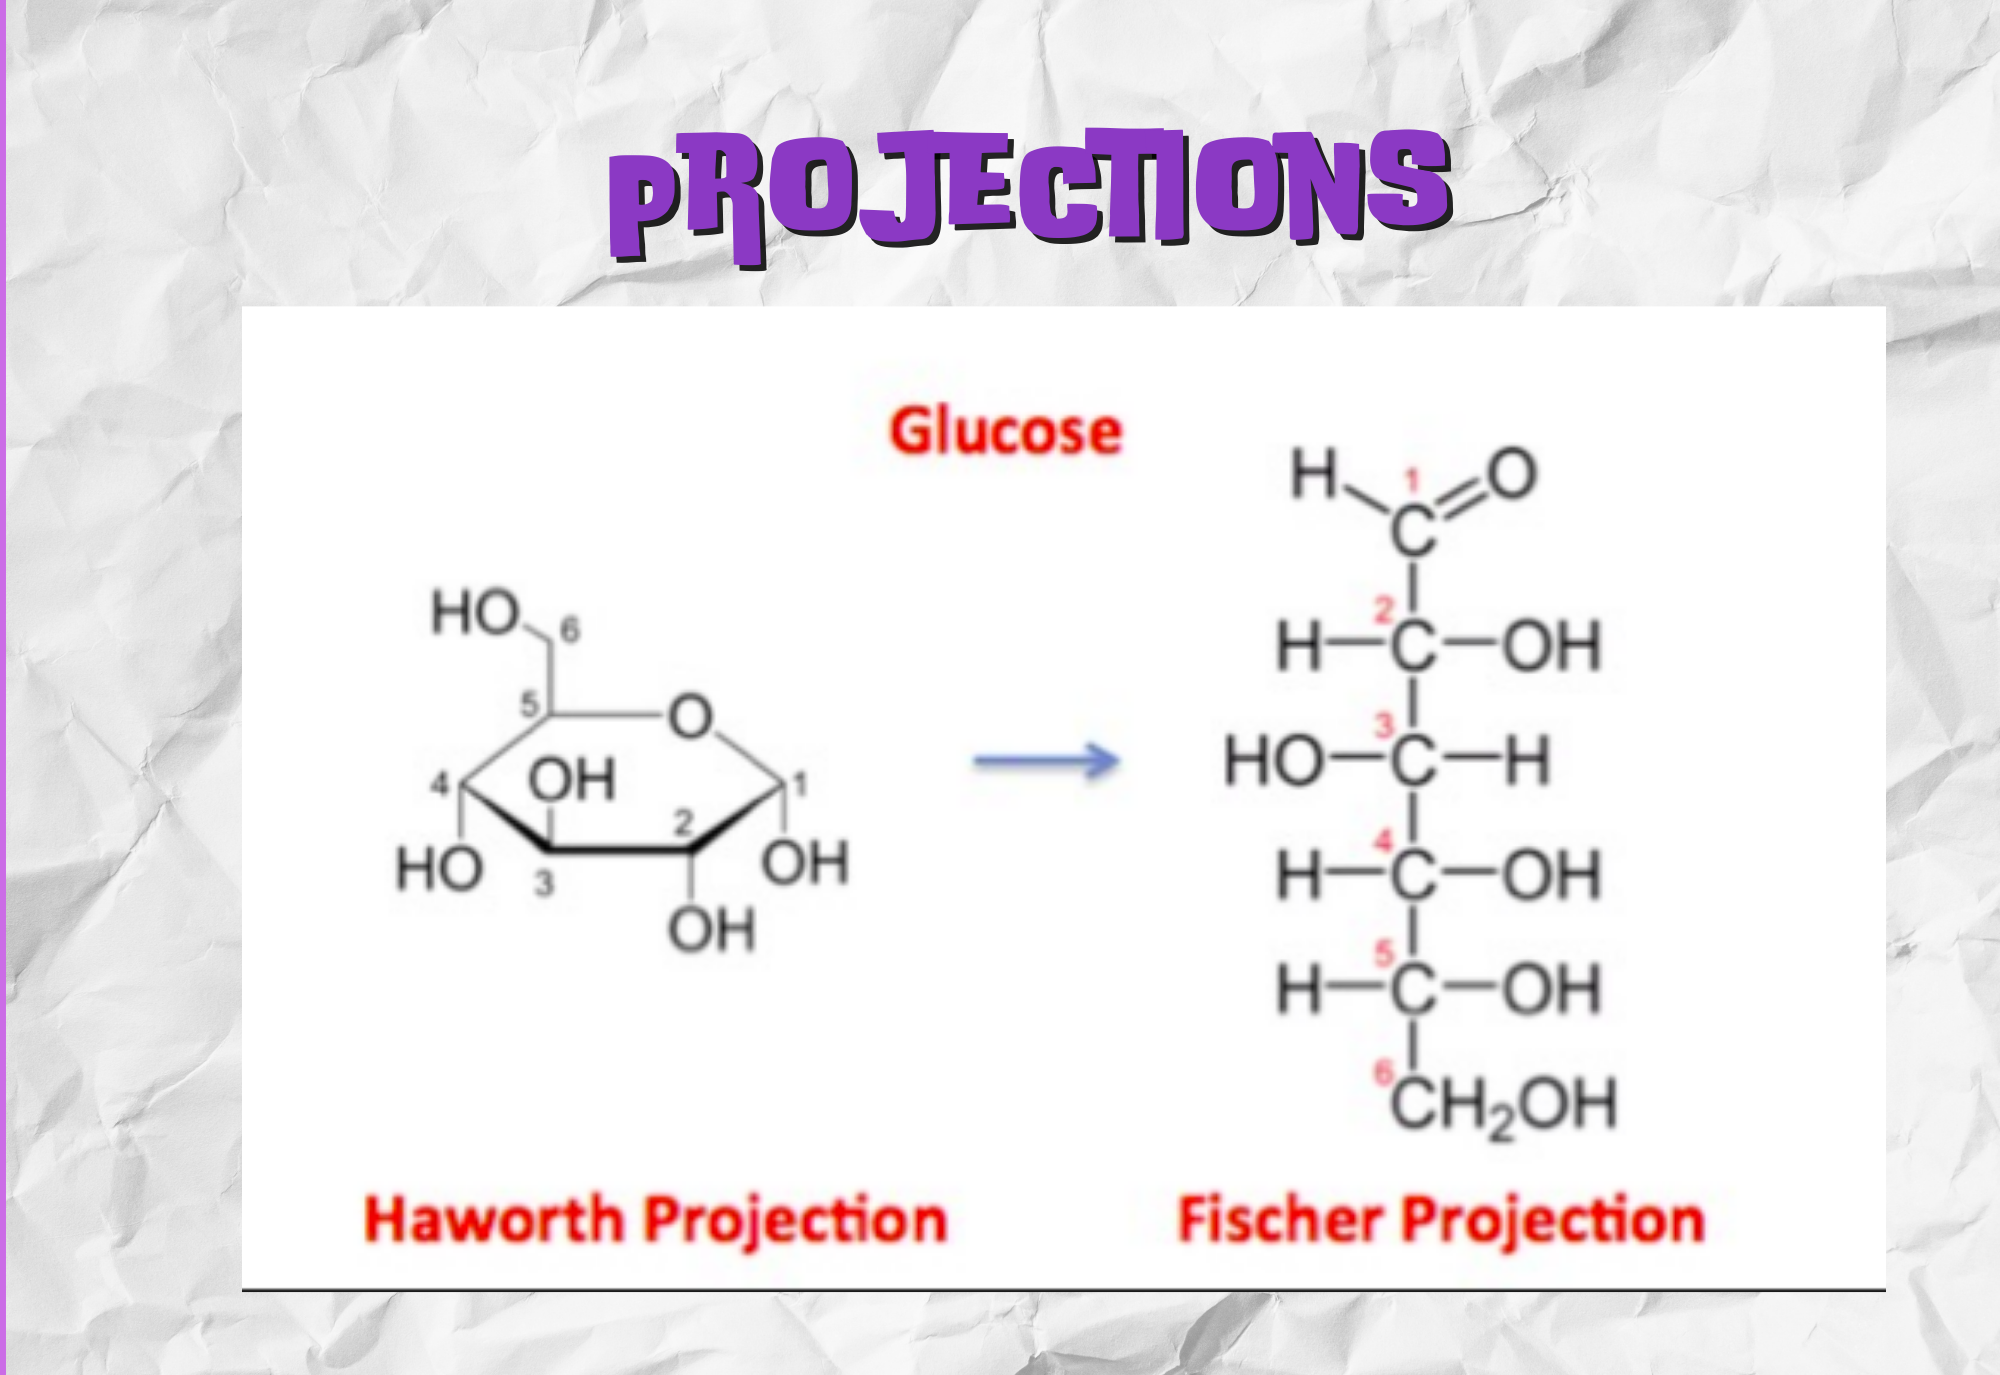 PROJECTIONS
Glucose
HO 6
5 O
4 OH 1
HO 3 2 OH
OH
H 1 O
C
2
H C OH
3
HO C H
4
H C OH
5
H C OH
6
CH₂OH
Haworth Projection
Fischer Projection